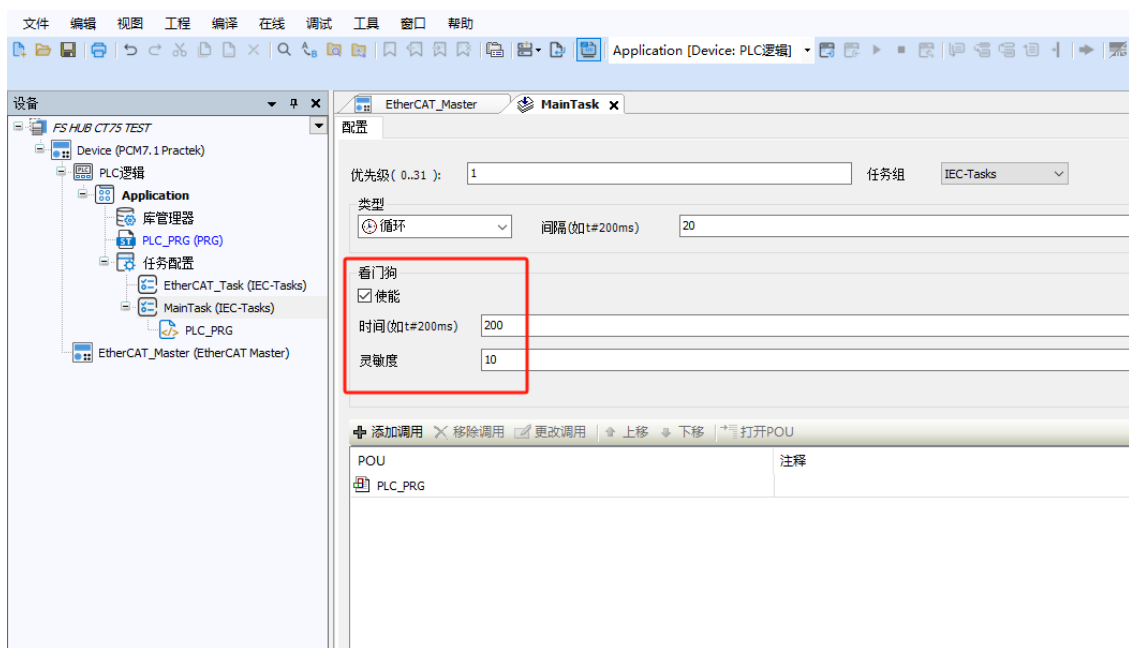 文件 编辑 视图 工程 编译 在线 调试 工具 窗口 帮助
Application [Device: PLC逻辑]
设备
EtherCAT_Master
MainTask
FS HUB CT75 TEST
配置
Device (PCM7.1 Practek)
PLC逻辑
优先级( 0..31 ): 1 任务组 IEC-Tasks
Application
类型
库管理器
循环 间隔(如t#200ms) 20
PLC_PRG (PRG)
任务配置
看门狗
EtherCAT_Task (IEC-Tasks)
使能
MainTask (IEC-Tasks)
时间(如t#200ms) 200
PLC_PRG
EtherCAT_Master (EtherCAT Master)
灵敏度 10
添加调用 移除调用 更改调用 上移 下移 打开POU
POU 注释
PLC_PRG